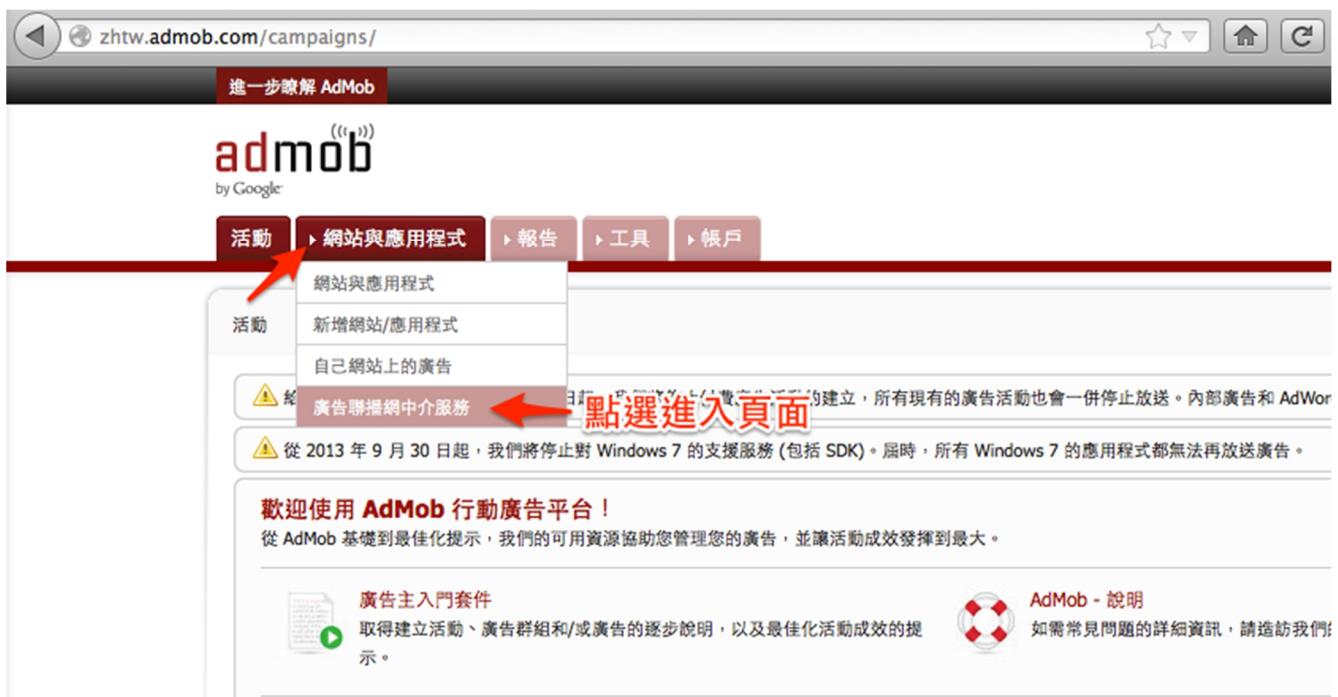 zhtw.admob.com/campaigns/
進一步瞭解 AdMob
admob
by Google
活動 網站與應用程式 報告 工具 帳戶
網站與應用程式
新增網站/應用程式
自己網站上的廣告
廣告聯播網中介服務
點選進入頁面
活動
的建立，所有現有的廣告活動也會一併停止放送。內部廣告和 AdWor
從 2013 年 9 月 30 日起，我們將停止對 Windows 7 的支援服務 (包括 SDK)。屆時，所有 Windows 7 的應用程式都無法再放送廣告。
歡迎使用 AdMob 行動廣告平台！
從 AdMob 基礎到最佳化提示，我們的可用資源協助您管理您的廣告，並讓活動成效發揮到最大。
廣告主入門套件
取得建立活動、廣告群組和/或廣告的逐步說明，以及最佳化活動成效的提
示。
AdMob - 說明
如需常見問題的詳細資訊，請造訪我們